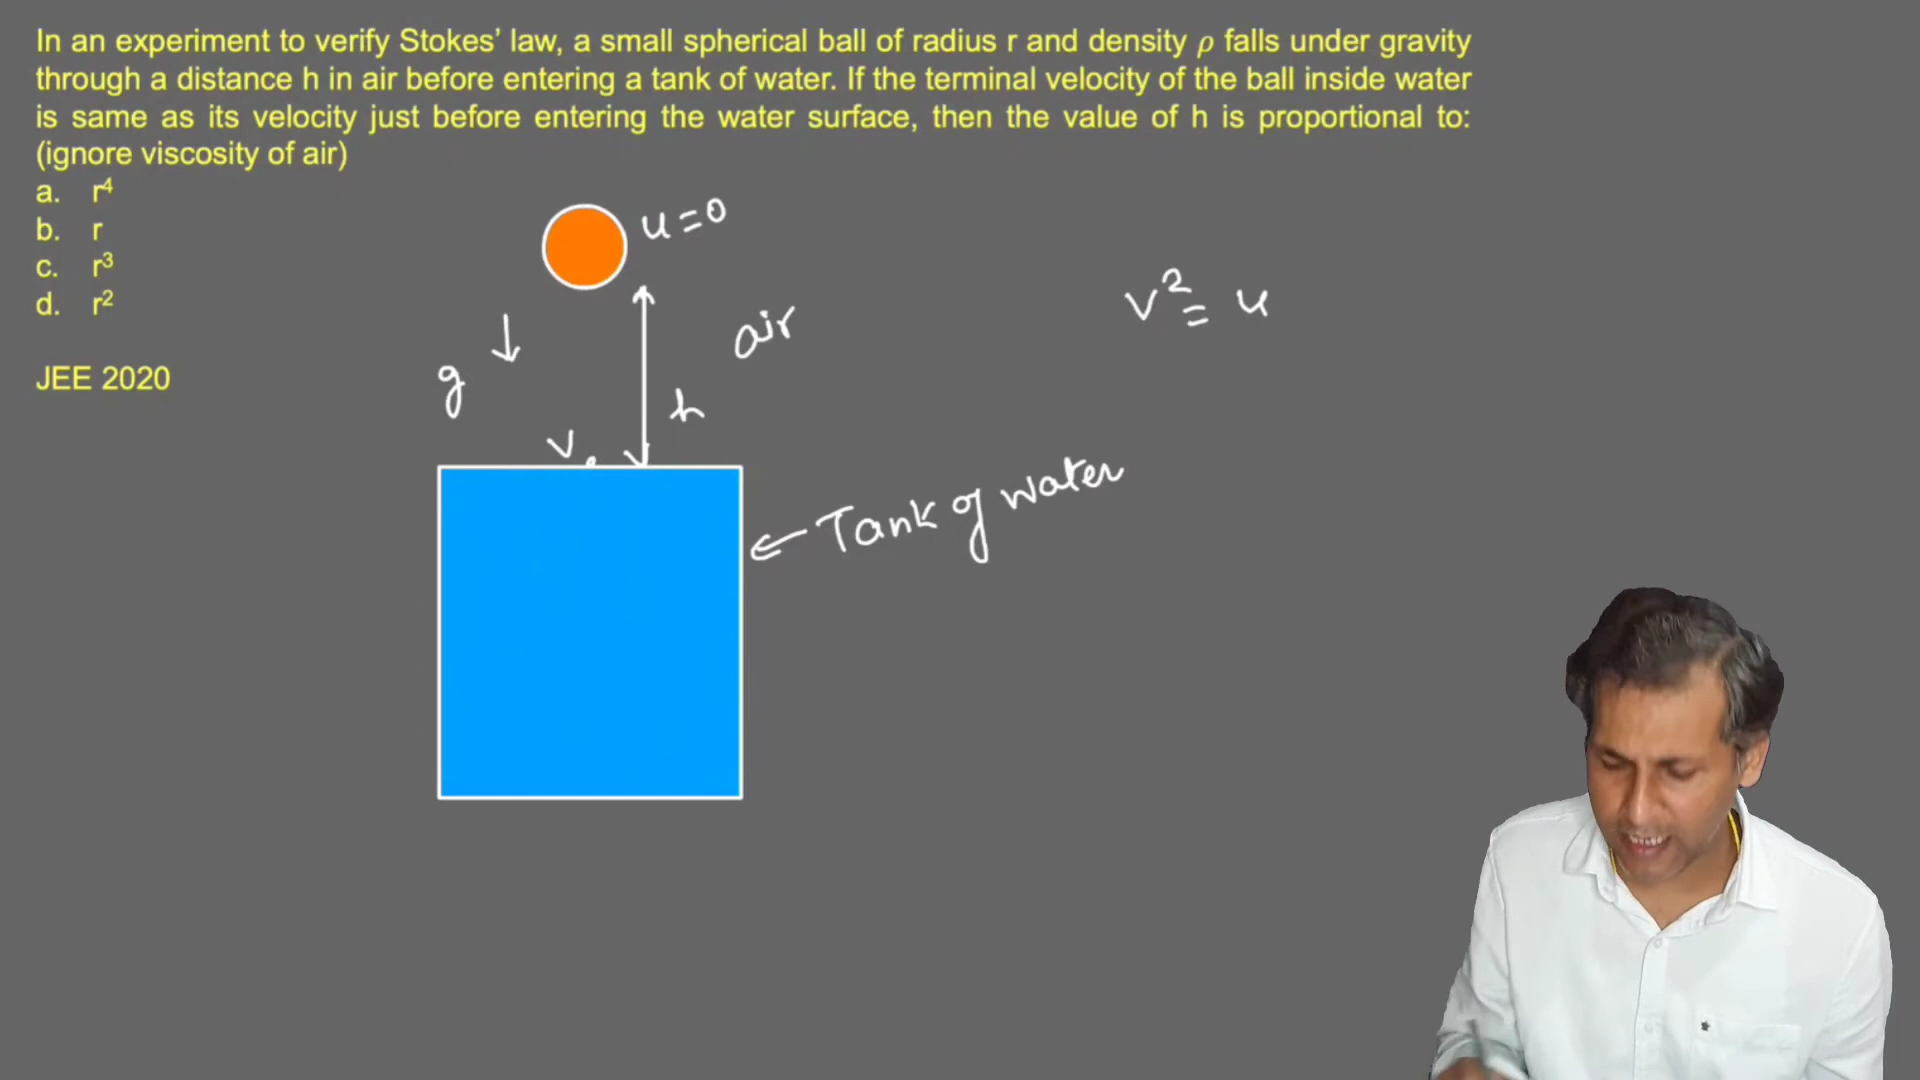 In an experiment to verify Stokes’ law, a small spherical ball of radius r and density ρ falls under gravity
through a distance h in air before entering a tank of water. If the terminal velocity of the ball inside water
is same as its velocity just before entering the water surface, then the value of h is proportional to:
(ignore viscosity of air)
a. r⁴
b. r
c. r³
d. r²
JEE 2020
u=0
v² = u
air
g
h
v
Tank of water